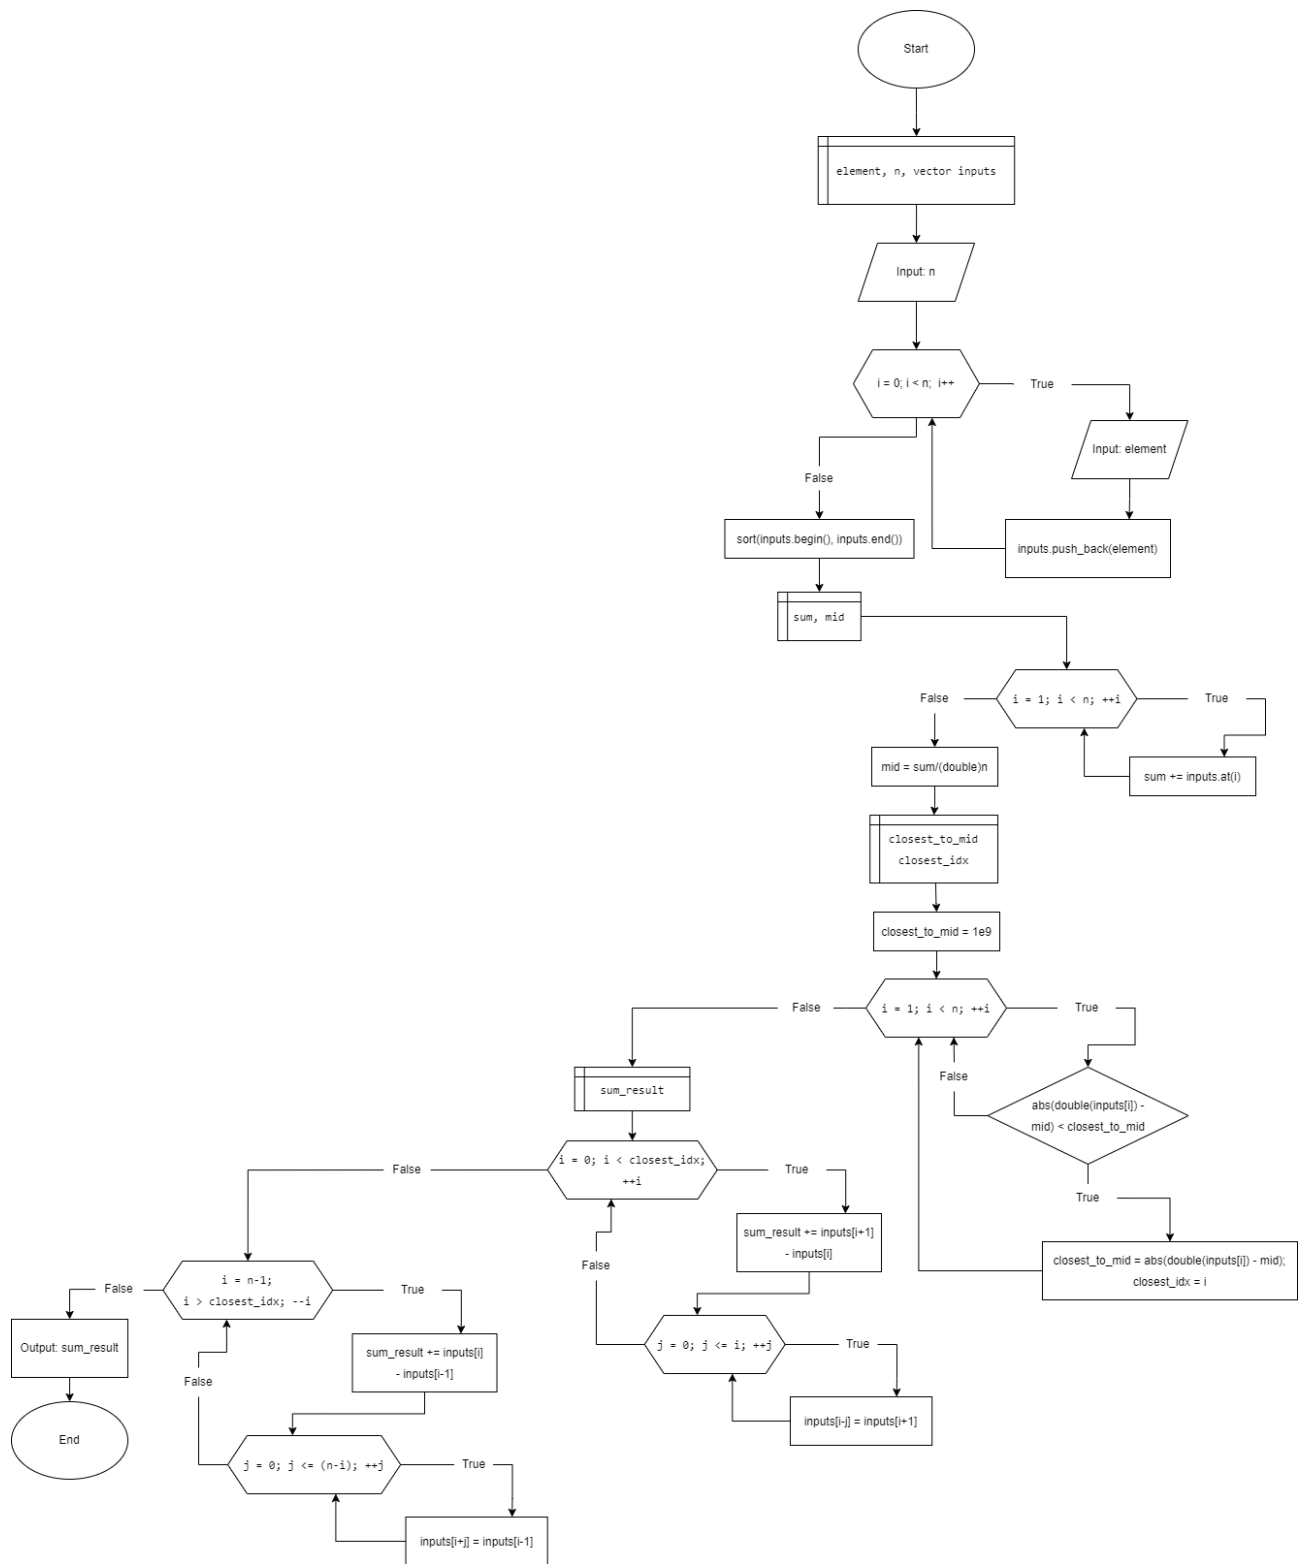 Start
element, n, vector inputs
Input: n
i = 0; i < n;  i++
True
Input: element
inputs.push_back(element)
False
sort(inputs.begin(), inputs.end())
sum, mid
i = 1; i < n; ++i
True
sum += inputs.at(i)
False
mid = sum/(double)n
closest_to_mid
closest_idx
closest_to_mid = 1e9
i = 1; i < n; ++i
True
abs(double(inputs[i]) -
mid) < closest_to_mid
False
True
closest_to_mid = abs(double(inputs[i]) - mid);
closest_idx = i
False
sum_result
i = 0; i < closest_idx;
++i
True
sum_result += inputs[i+1]
- inputs[i]
j = 0; j <= i; ++j
True
inputs[i-j] = inputs[i+1]
False
False
i = n-1;
i > closest_idx; --i
True
sum_result += inputs[i]
- inputs[i-1]
j = 0; j <= (n-i); ++j
True
inputs[i+j] = inputs[i-1]
False
False
Output: sum_result
End